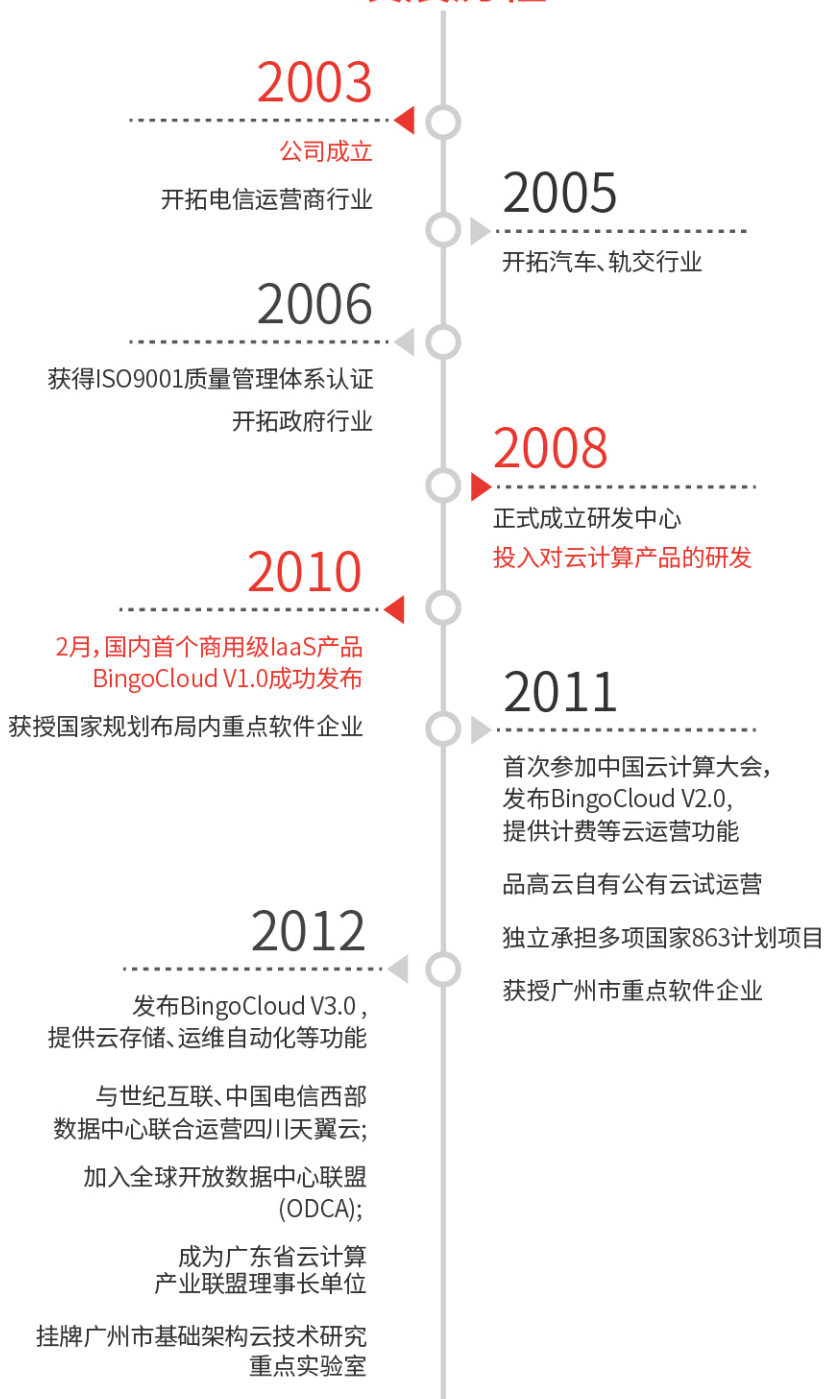 发展历程
2003
公司成立
开拓电信运营商行业
2005
开拓汽车、轨交行业
2006
获得ISO9001质量管理体系认证
开拓政府行业
2008
正式成立研发中心
投入对云计算产品的研发
2010
2月，国内首个商用级IaaS产品
BingoCloud V1.0成功发布
获授国家规划布局内重点软件企业
2011
首次参加中国云计算大会，
发布BingoCloud V2.0，
提供计费等云运营功能
品高云自有公有云试运营
独立承担多项国家863计划项目
获授广州市重点软件企业
2012
发布BingoCloud V3.0，
提供云存储、运维自动化等功能
与世纪互联、中国电信西部
数据中心联合运营四川天翼云;
加入全球开放数据中心联盟
(ODCA);
成为广东省云计算
产业联盟理事长单位
挂牌广州市基础架构云技术研究
重点实验室